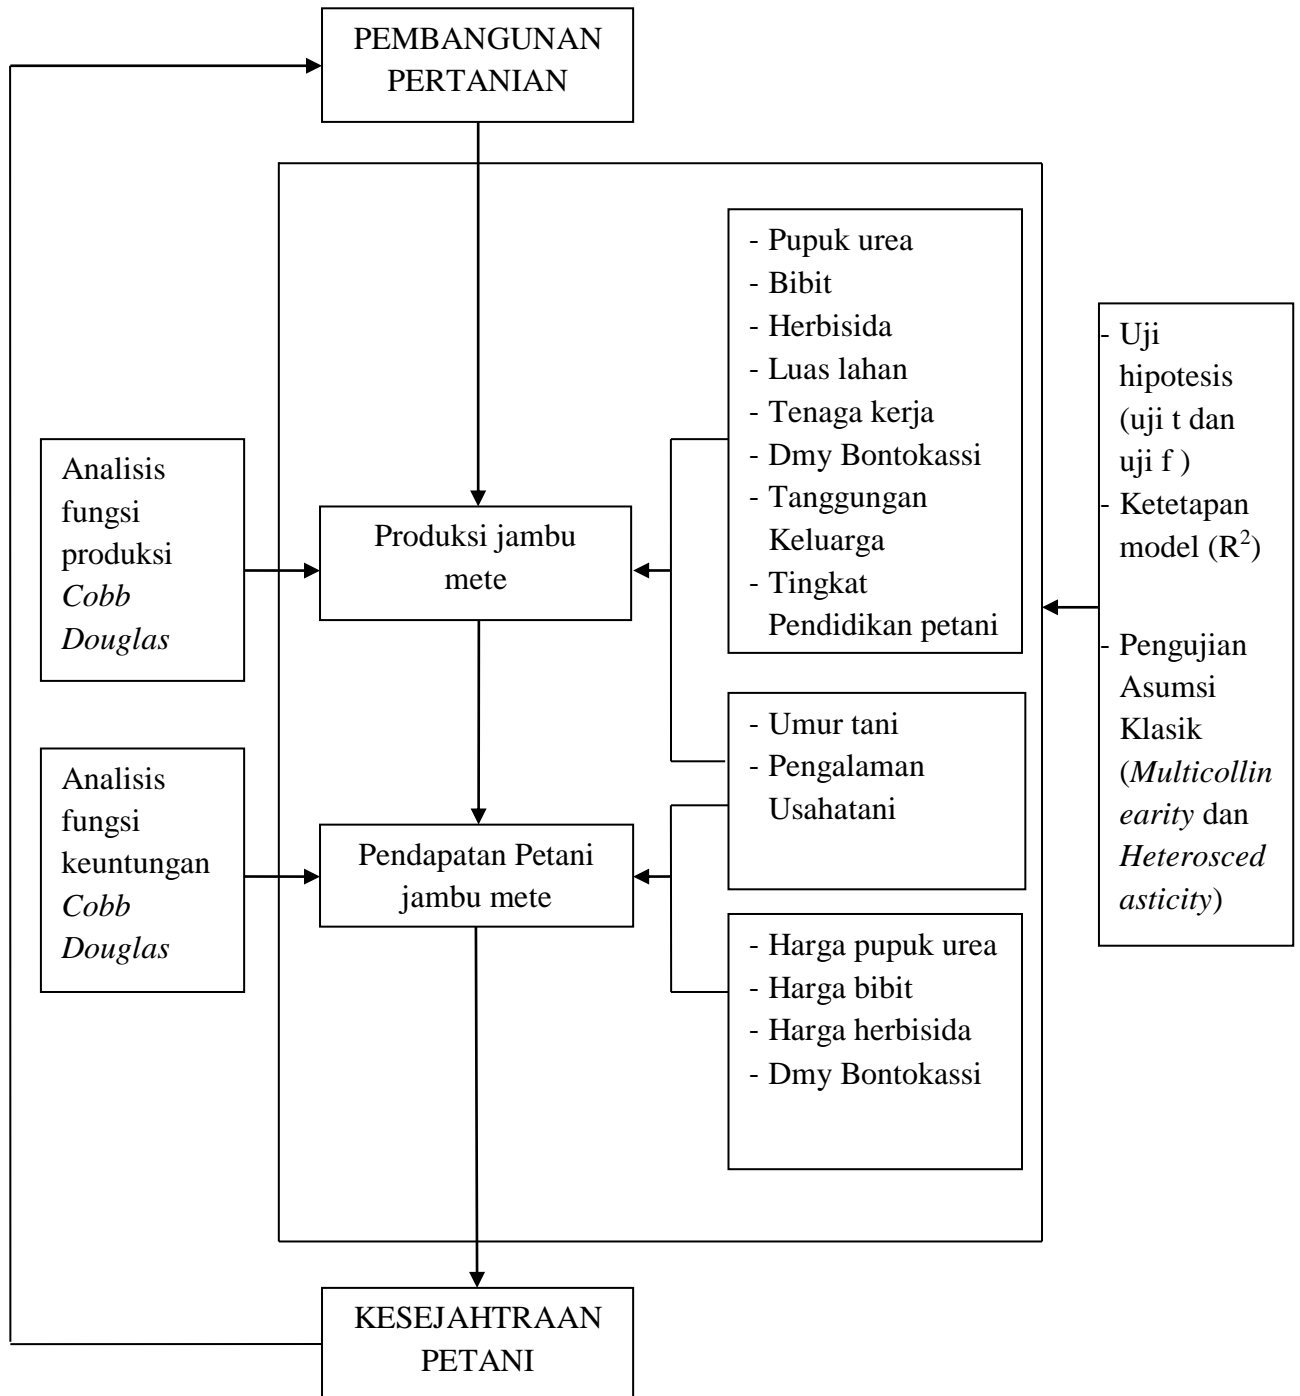 PEMBANGUNAN
PERTANIAN
- Pupuk urea
- Bibit
- Herbisida
- Luas lahan
- Tenaga kerja
- Dmy Bontokassi
- Tanggungan
Keluarga
- Tingkat
Pendidikan petani
- Uji
hipotesis
(uji t dan
uji f )
- Ketetapan
model (R²)
- Pengujian
Asumsi
Klasik
(Multicollin
earity dan
Heterosced
asticity)
Analisis
fungsi
produksi
Cobb
Douglas
Produksi jambu
mete
- Umur tani
- Pengalaman
Usahatani
Analisis
fungsi
keuntungan
Cobb
Douglas
Pendapatan Petani
jambu mete
- Harga pupuk urea
- Harga bibit
- Harga herbisida
- Dmy Bontokassi
KESEJAHTRAAN
PETANI